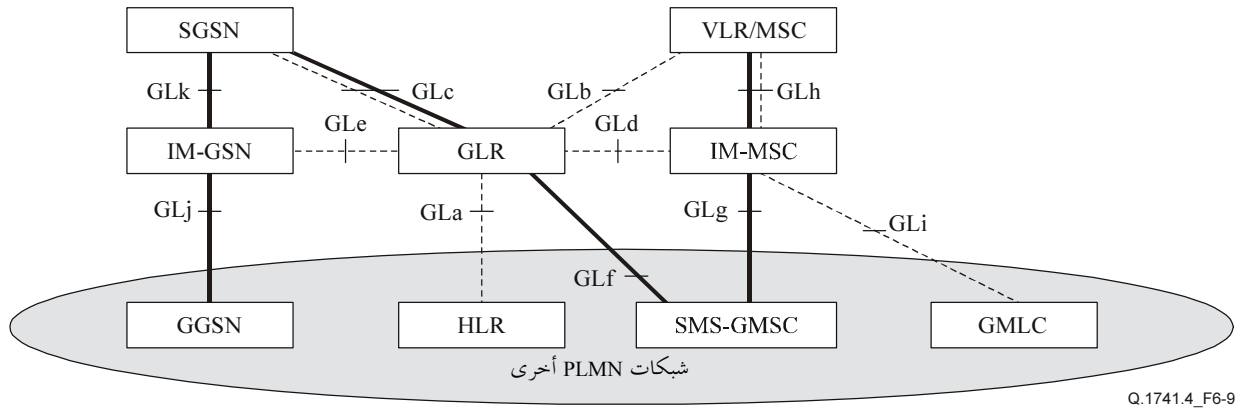 SGSN
VLR/MSC
GLk
GLc
GLb
GLh
GLe
GLd
IM-GSN
GLR
IM-MSC
GLj
GLa
GLg
GLi
GLf
GGSN
HLR
SMS-GMSC
GMLC
شبكات PLMN أخرى
Q.1741.4_F6-9